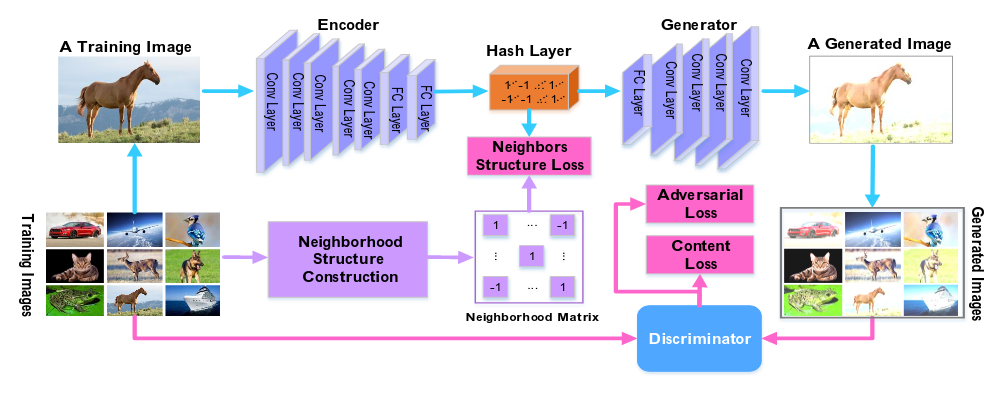 Encoder
Generator
A Training Image
Hash Layer
A Generated Image
Conv Layer
Conv Layer
Conv Layer
Conv Layer
Conv Layer
FC Layer
FC Layer
1··-1 ..: 1··
-1··-1 ..: 1··
FC Layer
Conv Layer
Conv Layer
Conv Layer
Conv Layer
Neighbors
Structure Loss
Adversarial
Loss
Training Images
Neighborhood
Structure
Construction
1 ... -1
⋮ 1 ⋮
-1 ... 1
Neighborhood Matrix
Content
Loss
Generated Images
Discriminator